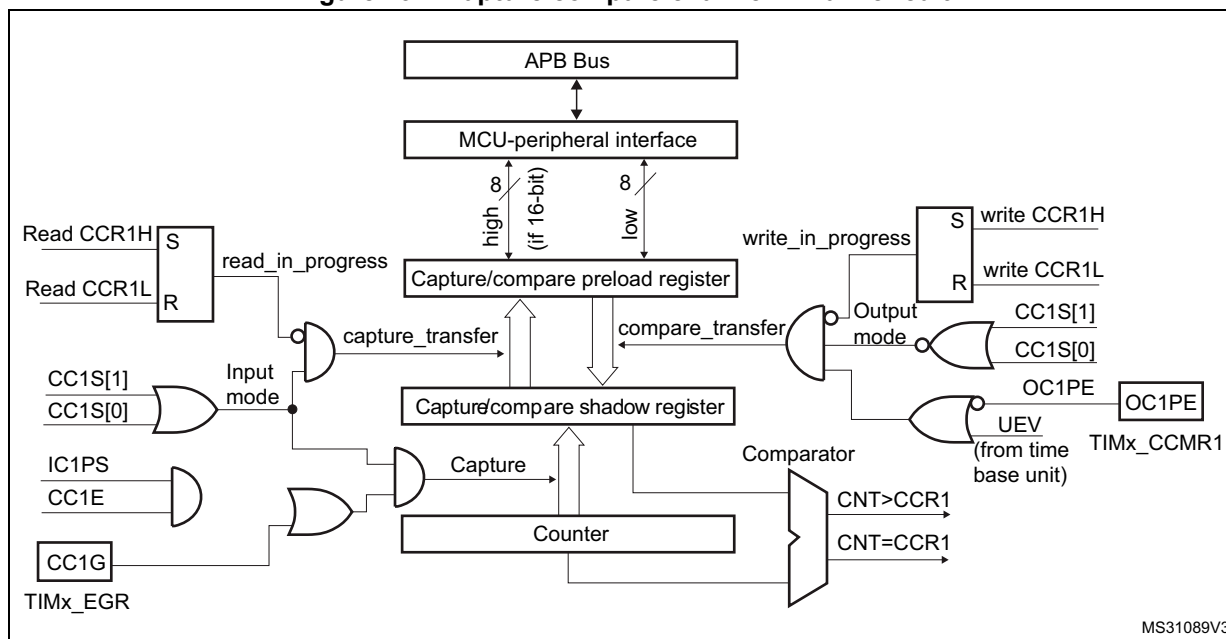 APB Bus
MCU-peripheral interface
8
high
(if 16-bit)
8
low
Read CCR1H
S
Read CCR1L
R
read_in_progress
write_in_progress
S
write CCR1H
R
write CCR1L
Capture/compare preload register
capture_transfer
compare_transfer
Output
mode
CC1S[1]
CC1S[0]
CC1S[1]
CC1S[0]
Input
mode
Capture/compare shadow register
OC1PE
OC1PE
UEV
(from time
base unit)
TIMx_CCMR1
IC1PS
CC1E
Capture
Comparator
CNT>CCR1
CNT=CCR1
Counter
CC1G
TIMx_EGR
MS31089V3